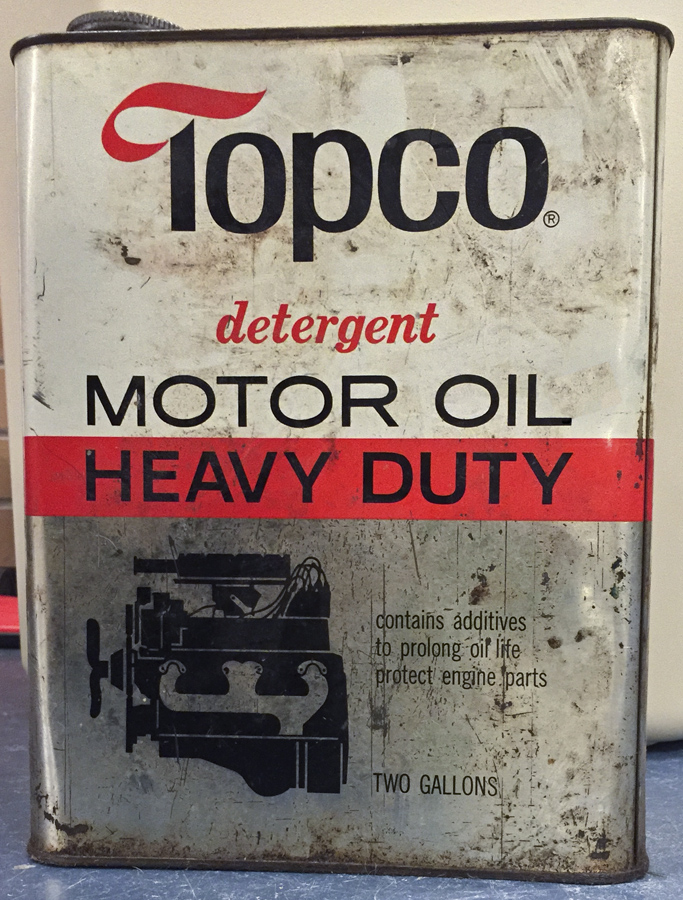 Topco®
detergent
MOTOR OIL
HEAVY DUTY
contains additives
to prolong oil life
protect engine parts
TWO GALLONS